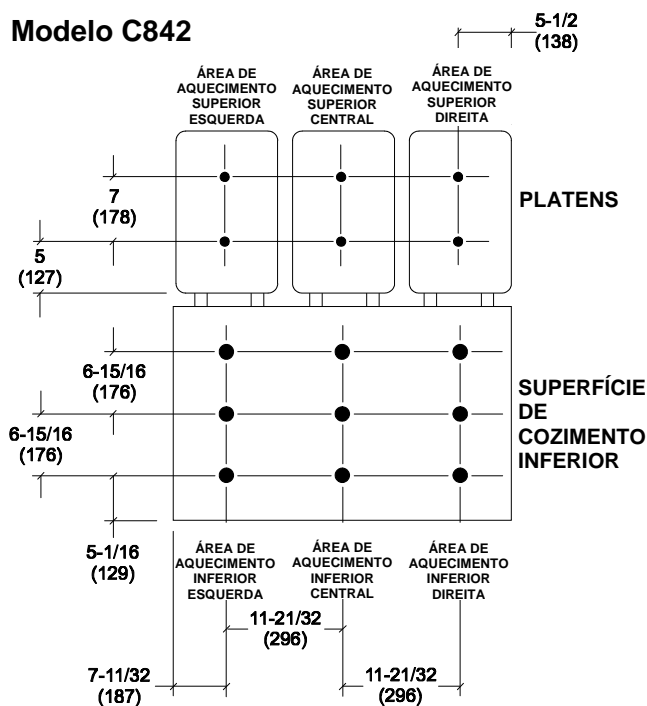 Modelo C842
5-1/2
(138)
ÁREA DE
AQUECIMENTO
SUPERIOR
ESQUERDA
ÁREA DE
AQUECIMENTO
SUPERIOR
CENTRAL
ÁREA DE
AQUECIMENTO
SUPERIOR
DIREITA
7
(178)
PLATENS
5
(127)
6-15/16
(176)
6-15/16
(176)
SUPERFÍCIE
DE
COZIMENTO
INFERIOR
5-1/16
(129)
ÁREA DE
AQUECIMENTO
INFERIOR
ESQUERDA
ÁREA DE
AQUECIMENTO
INFERIOR
CENTRAL
ÁREA DE
AQUECIMENTO
INFERIOR
DIREITA
11-21/32
(296)
7-11/32
(187)
11-21/32
(296)